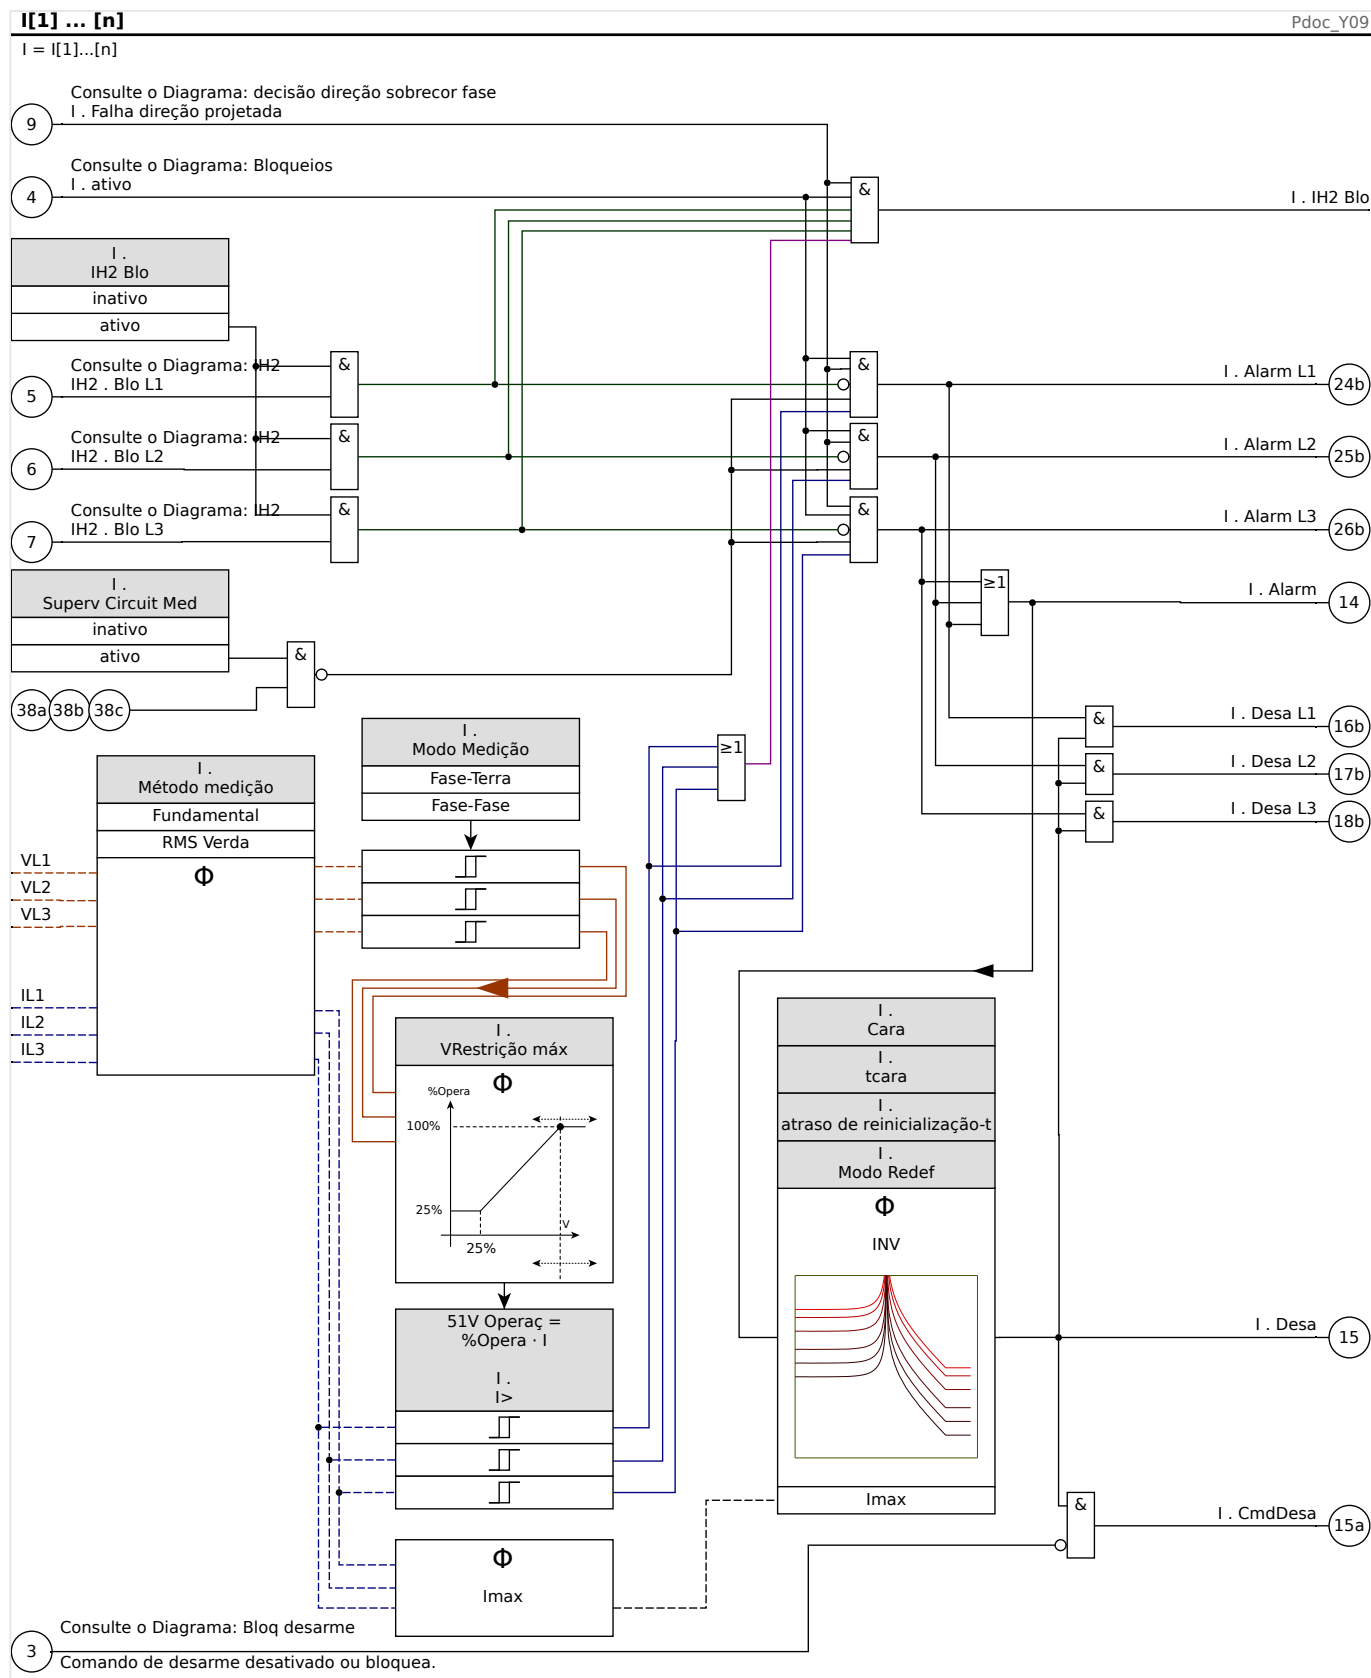 I[1] ... [n]
Pdoc_Y09
I = I[1]...[n]
Consulte o Diagrama: decisão direção sobrecor fase
9
I . Falha direção projetada
Consulte o Diagrama: Bloqueios
4
I . ativo
&
I . IH2 Blo
I .
IH2 Blo
inativo
ativo
Consulte o Diagrama: IH2
5
IH2 . Blo L1
&
&
I . Alarm L1
24b
Consulte o Diagrama: IH2
6
IH2 . Blo L2
&
&
I . Alarm L2
25b
Consulte o Diagrama: IH2
7
IH2 . Blo L3
&
&
I . Alarm L3
26b
I .
Superv Circuit Med
inativo
ativo
&
≥1
I . Alarm
14
38a
38b
38c
&
I . Desa L1
16b
&
I . Desa L2
17b
&
I . Desa L3
18b
I .
Modo Medição
Fase-Terra
Fase-Fase
≥1
I .
Método medição
Fundamental
RMS Verda
Φ
VL1
VL2
VL3
IL1
IL2
IL3
I .
VRestrição máx
Φ
%Opera
100%
25%
25%
V
I .
Cara
I .
tcara
I .
atraso de reinicialização-t
I .
Modo Redef
Φ
INV
Imax
51V Operaç =
%Opera · I
I .
I>
I . Desa
15
&
I . CmdDesa
15a
Φ
Imax
Consulte o Diagrama: Bloq desarme
3
Comando de desarme desativado ou bloquea.